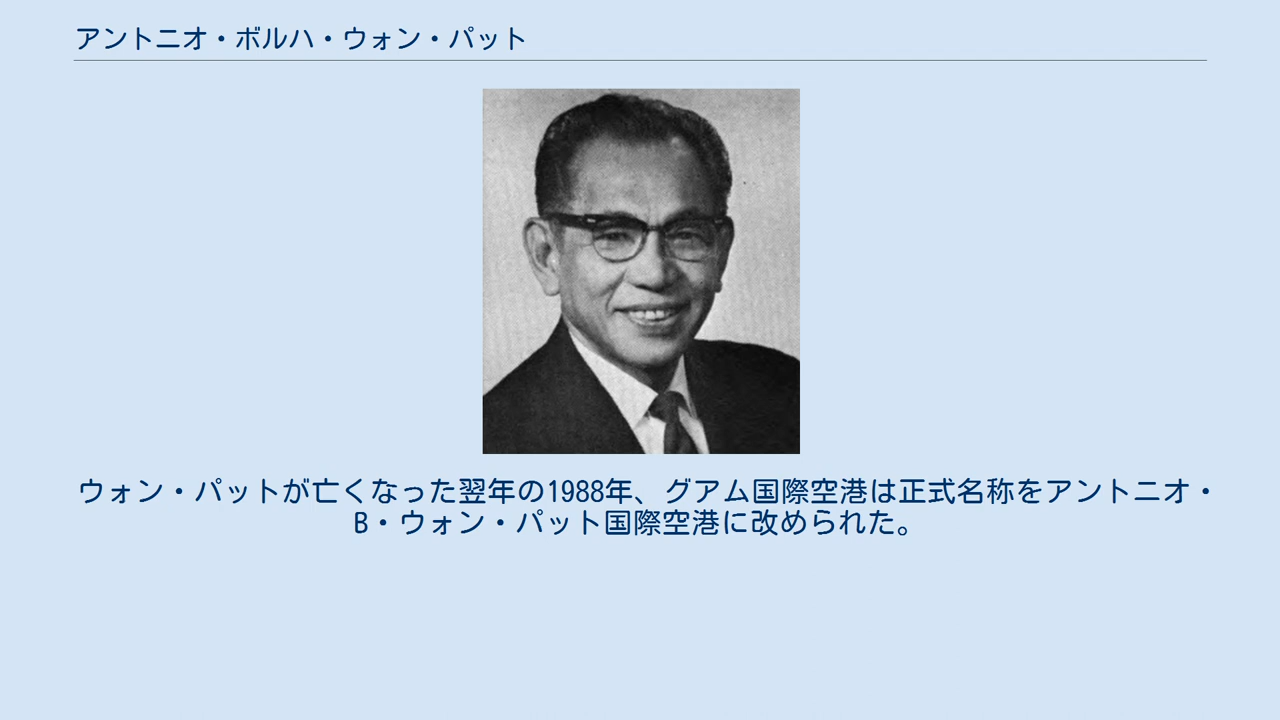 アントニオ・ボルハ・ウォン・パット
ウォン・パットが亡くなった翌年の1988年、グアム国際空港は正式名称をアントニオ・
B・ウォン・パット国際空港に改められた。